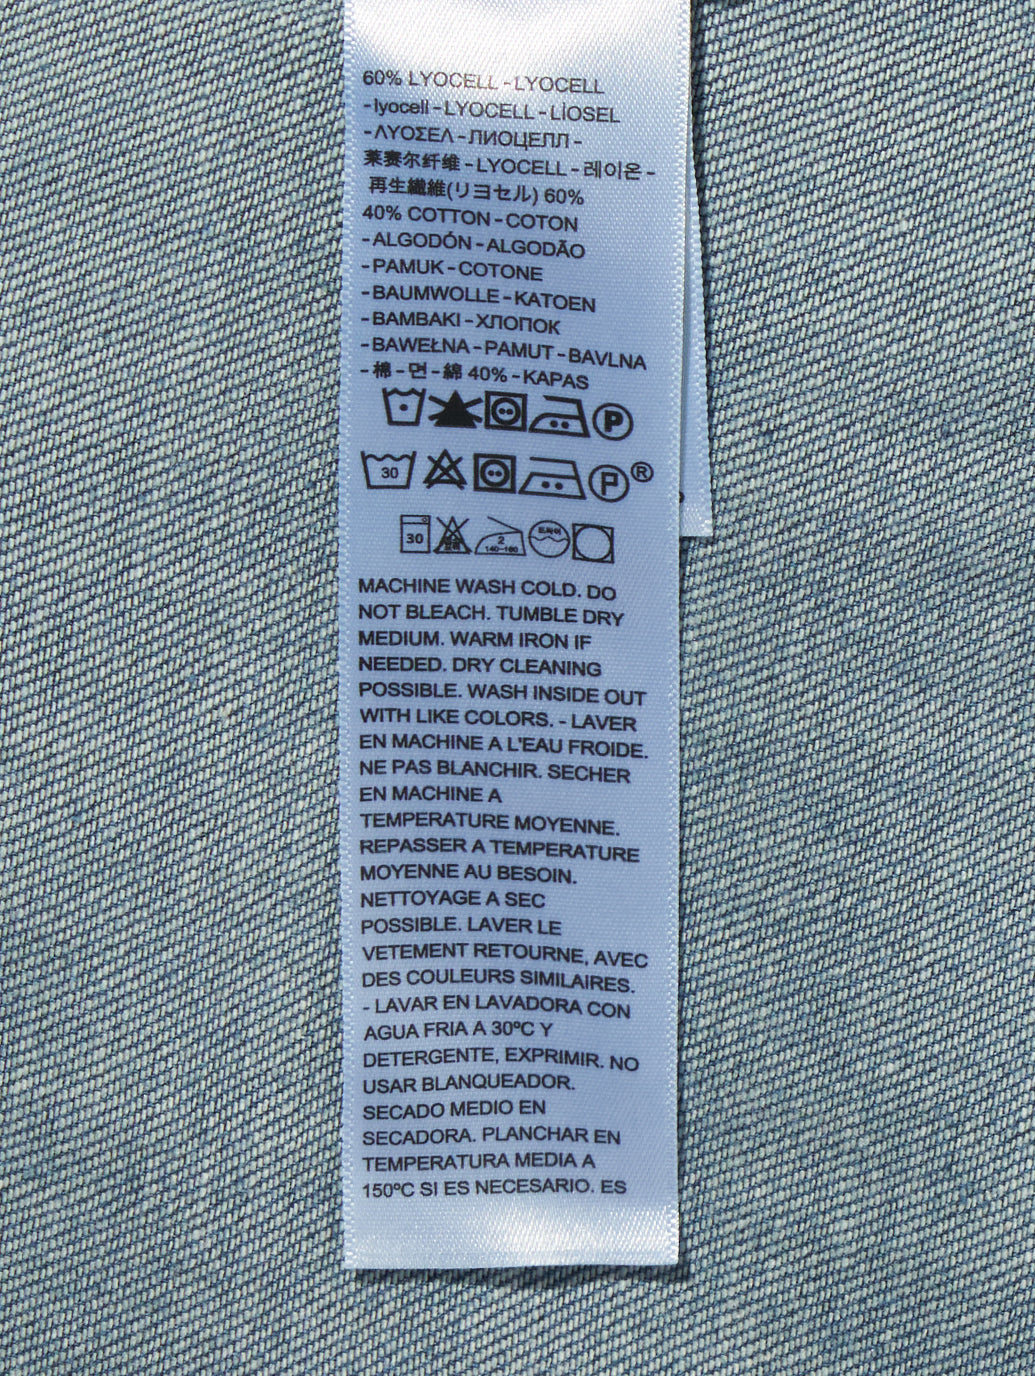 60% LYOCELL - LYOCELL
- lyocell - LYOCELL - LİOSEL
- ΛΥΟΣΕΛ - ЛИОЦЕЛЛ -
莱赛尔纤维 - LYOCELL - 레이온 -
再生繊維(リヨセル) 60%
40% COTTON - COTON
- ALGODÓN - ALGODÃO
- PAMUK - COTONE
- BAUMWOLLE - KATOEN
- BAMBAKI - ХЛОПОК
- BAWEŁNA - PAMUT - BAVLNA
- 棉 - 면 - 綿 40% - KAPAS
P
30 P ®
30 2
140~160
MACHINE WASH COLD. DO
NOT BLEACH. TUMBLE DRY
MEDIUM. WARM IRON IF
NEEDED. DRY CLEANING
POSSIBLE. WASH INSIDE OUT
WITH LIKE COLORS. - LAVER
EN MACHINE A L'EAU FROIDE.
NE PAS BLANCHIR. SECHER
EN MACHINE A
TEMPERATURE MOYENNE.
REPASSER A TEMPERATURE
MOYENNE AU BESOIN.
NETTOYAGE A SEC
POSSIBLE. LAVER LE
VETEMENT RETOURNE, AVEC
DES COULEURS SIMILAIRES.
- LAVAR EN LAVADORA CON
AGUA FRIA A 30ºC Y
DETERGENTE, EXPRIMIR. NO
USAR BLANQUEADOR.
SECADO MEDIO EN
SECADORA. PLANCHAR EN
TEMPERATURA MEDIA A
150ºC SI ES NECESARIO. ES